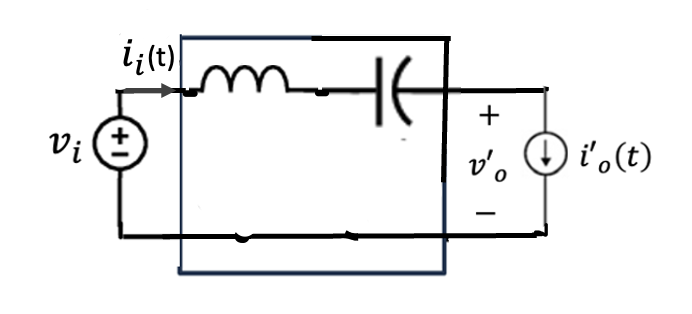 i_i(t)
v_i
+
−
+
v'_o
−
i'_o(t)